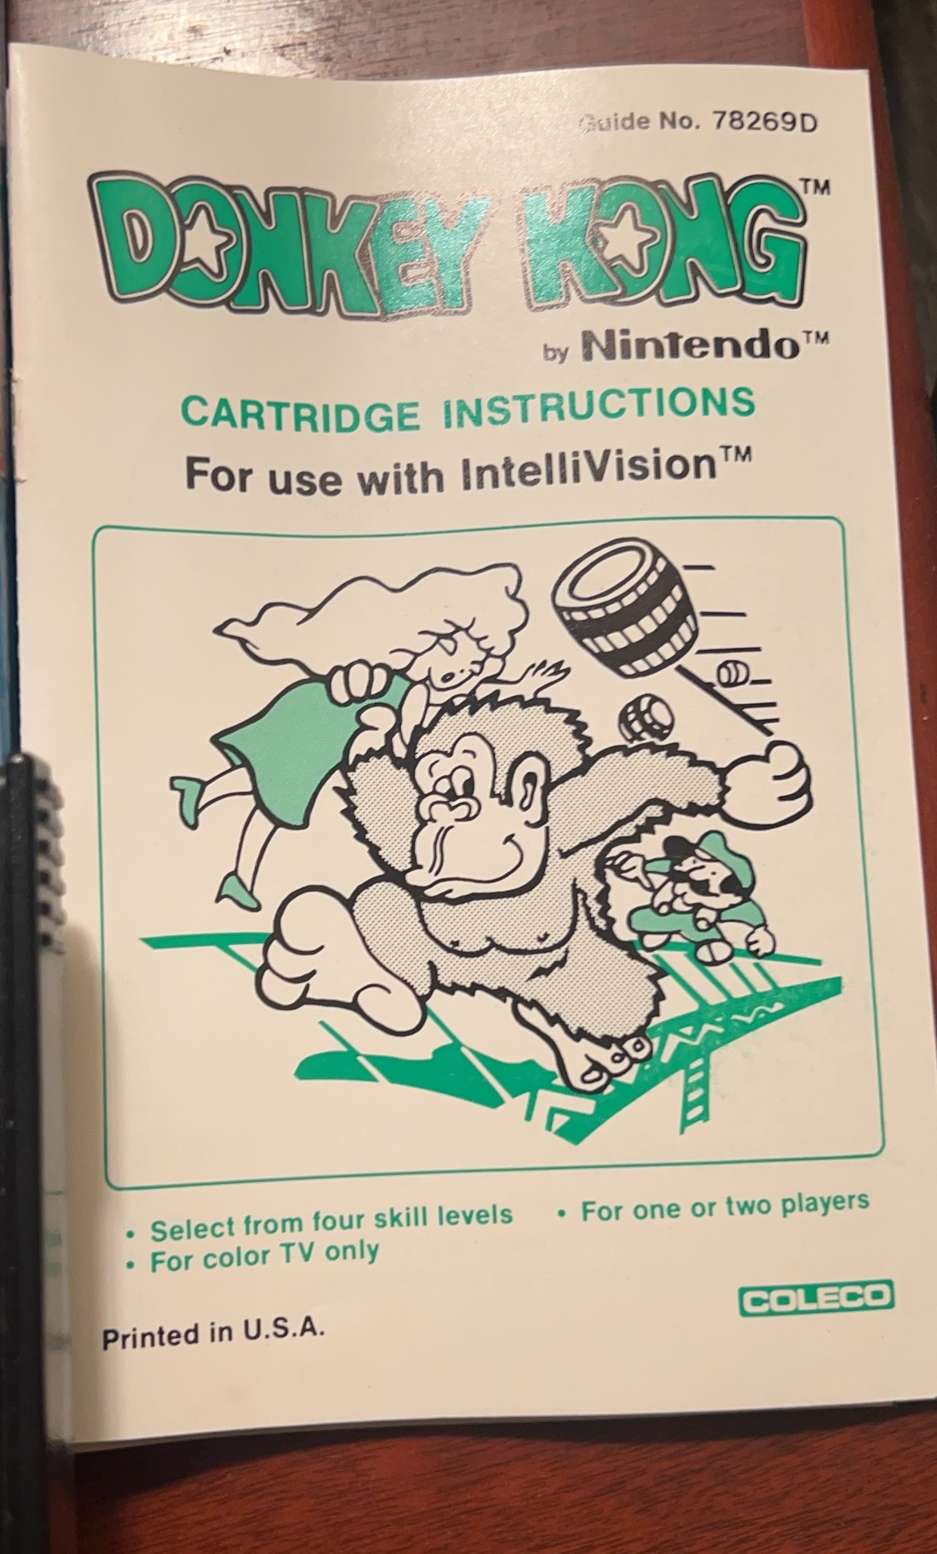 Guide No. 78269D
DONKEY KONG™
by Nintendo™
CARTRIDGE INSTRUCTIONS
For use with IntelliVision™
• Select from four skill levels • For one or two players
• For color TV only
COLECO
Printed in U.S.A.